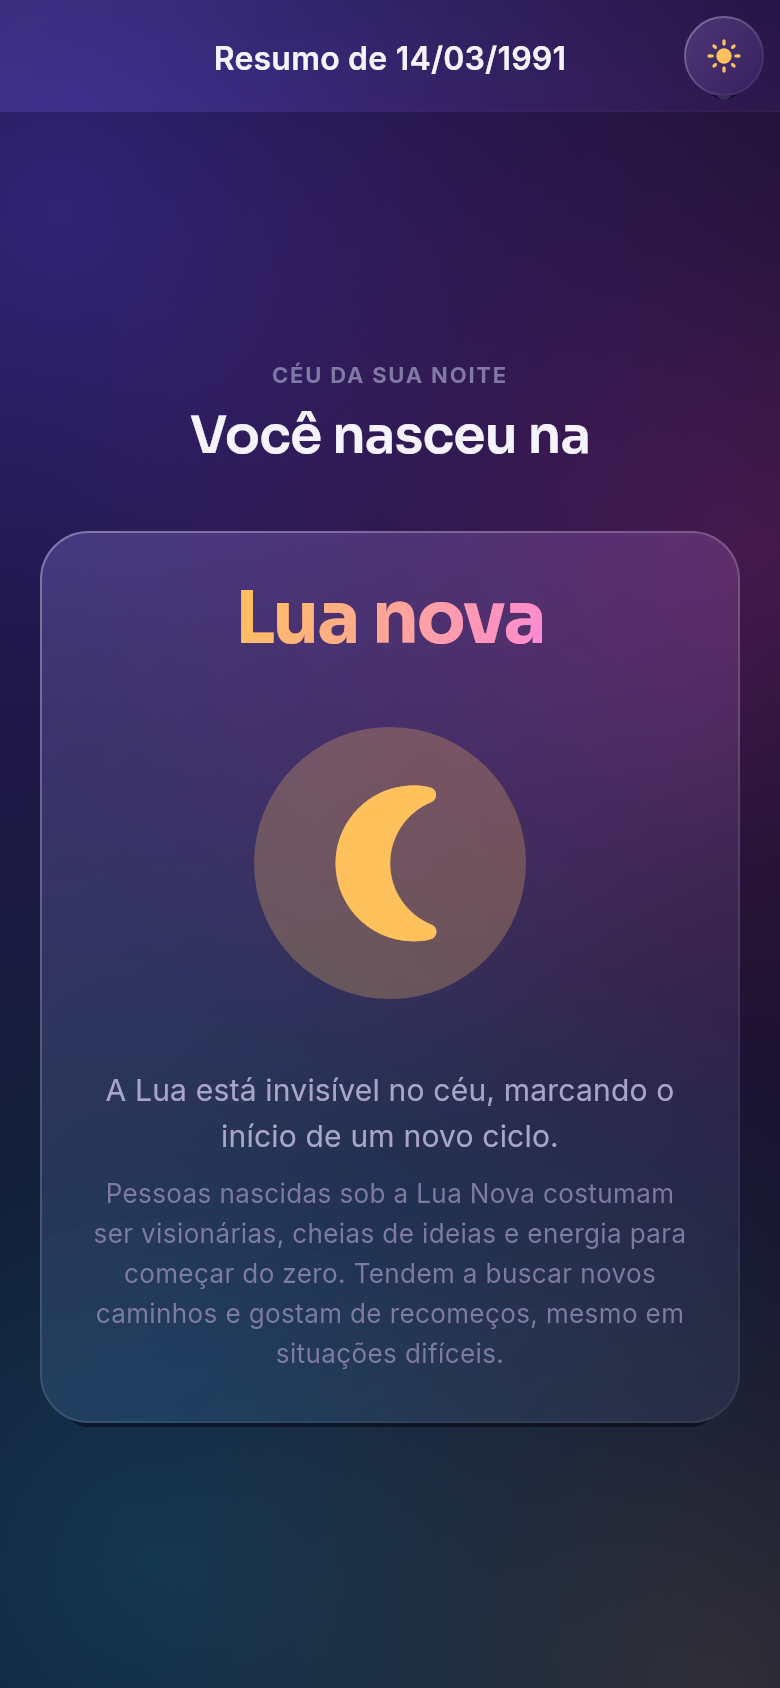 Resumo de 14/03/1991
CÉU DA SUA NOITE
Você nasceu na
Lua nova
A Lua está invisível no céu, marcando o
início de um novo ciclo.
Pessoas nascidas sob a Lua Nova costumam
ser visionárias, cheias de ideias e energia para
começar do zero. Tendem a buscar novos
caminhos e gostam de recomeços, mesmo em
situações difíceis.